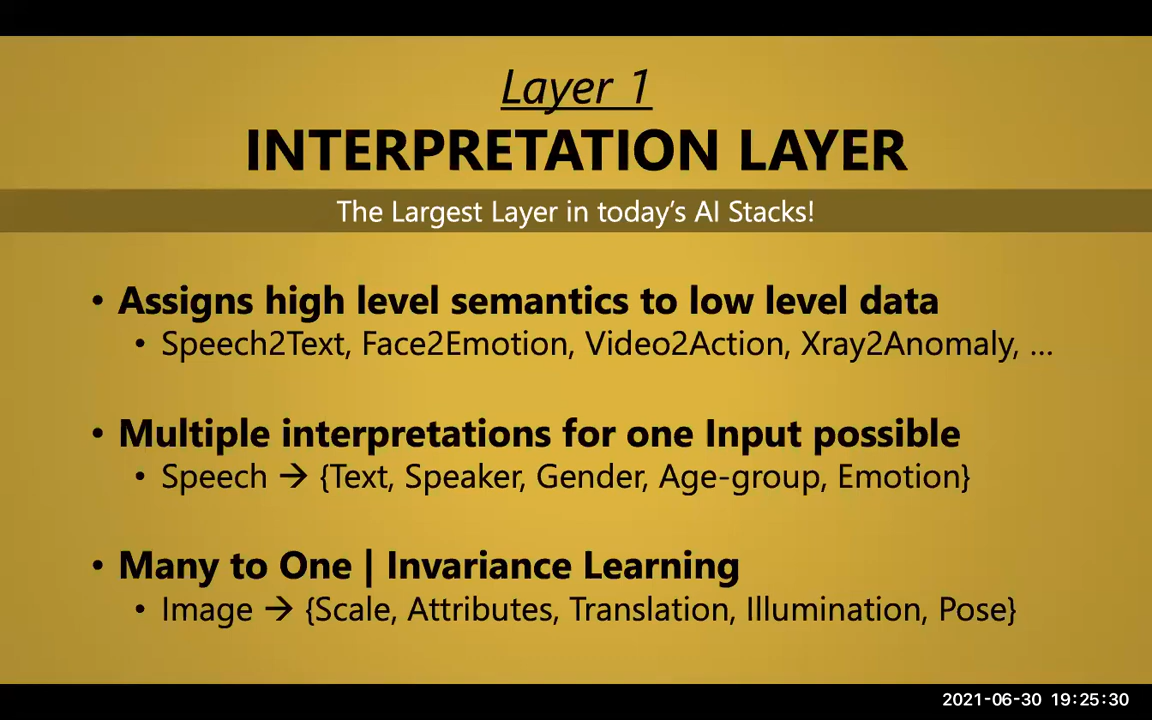 Layer 1
INTERPRETATION LAYER
The Largest Layer in today's AI Stacks!
• Assigns high level semantics to low level data
• Speech2Text, Face2Emotion, Video2Action, Xray2Anomaly, ...
• Multiple interpretations for one Input possible
• Speech → {Text, Speaker, Gender, Age-group, Emotion}
• Many to One | Invariance Learning
• Image → {Scale, Attributes, Translation, Illumination, Pose}
2021-06-30 19:25:30